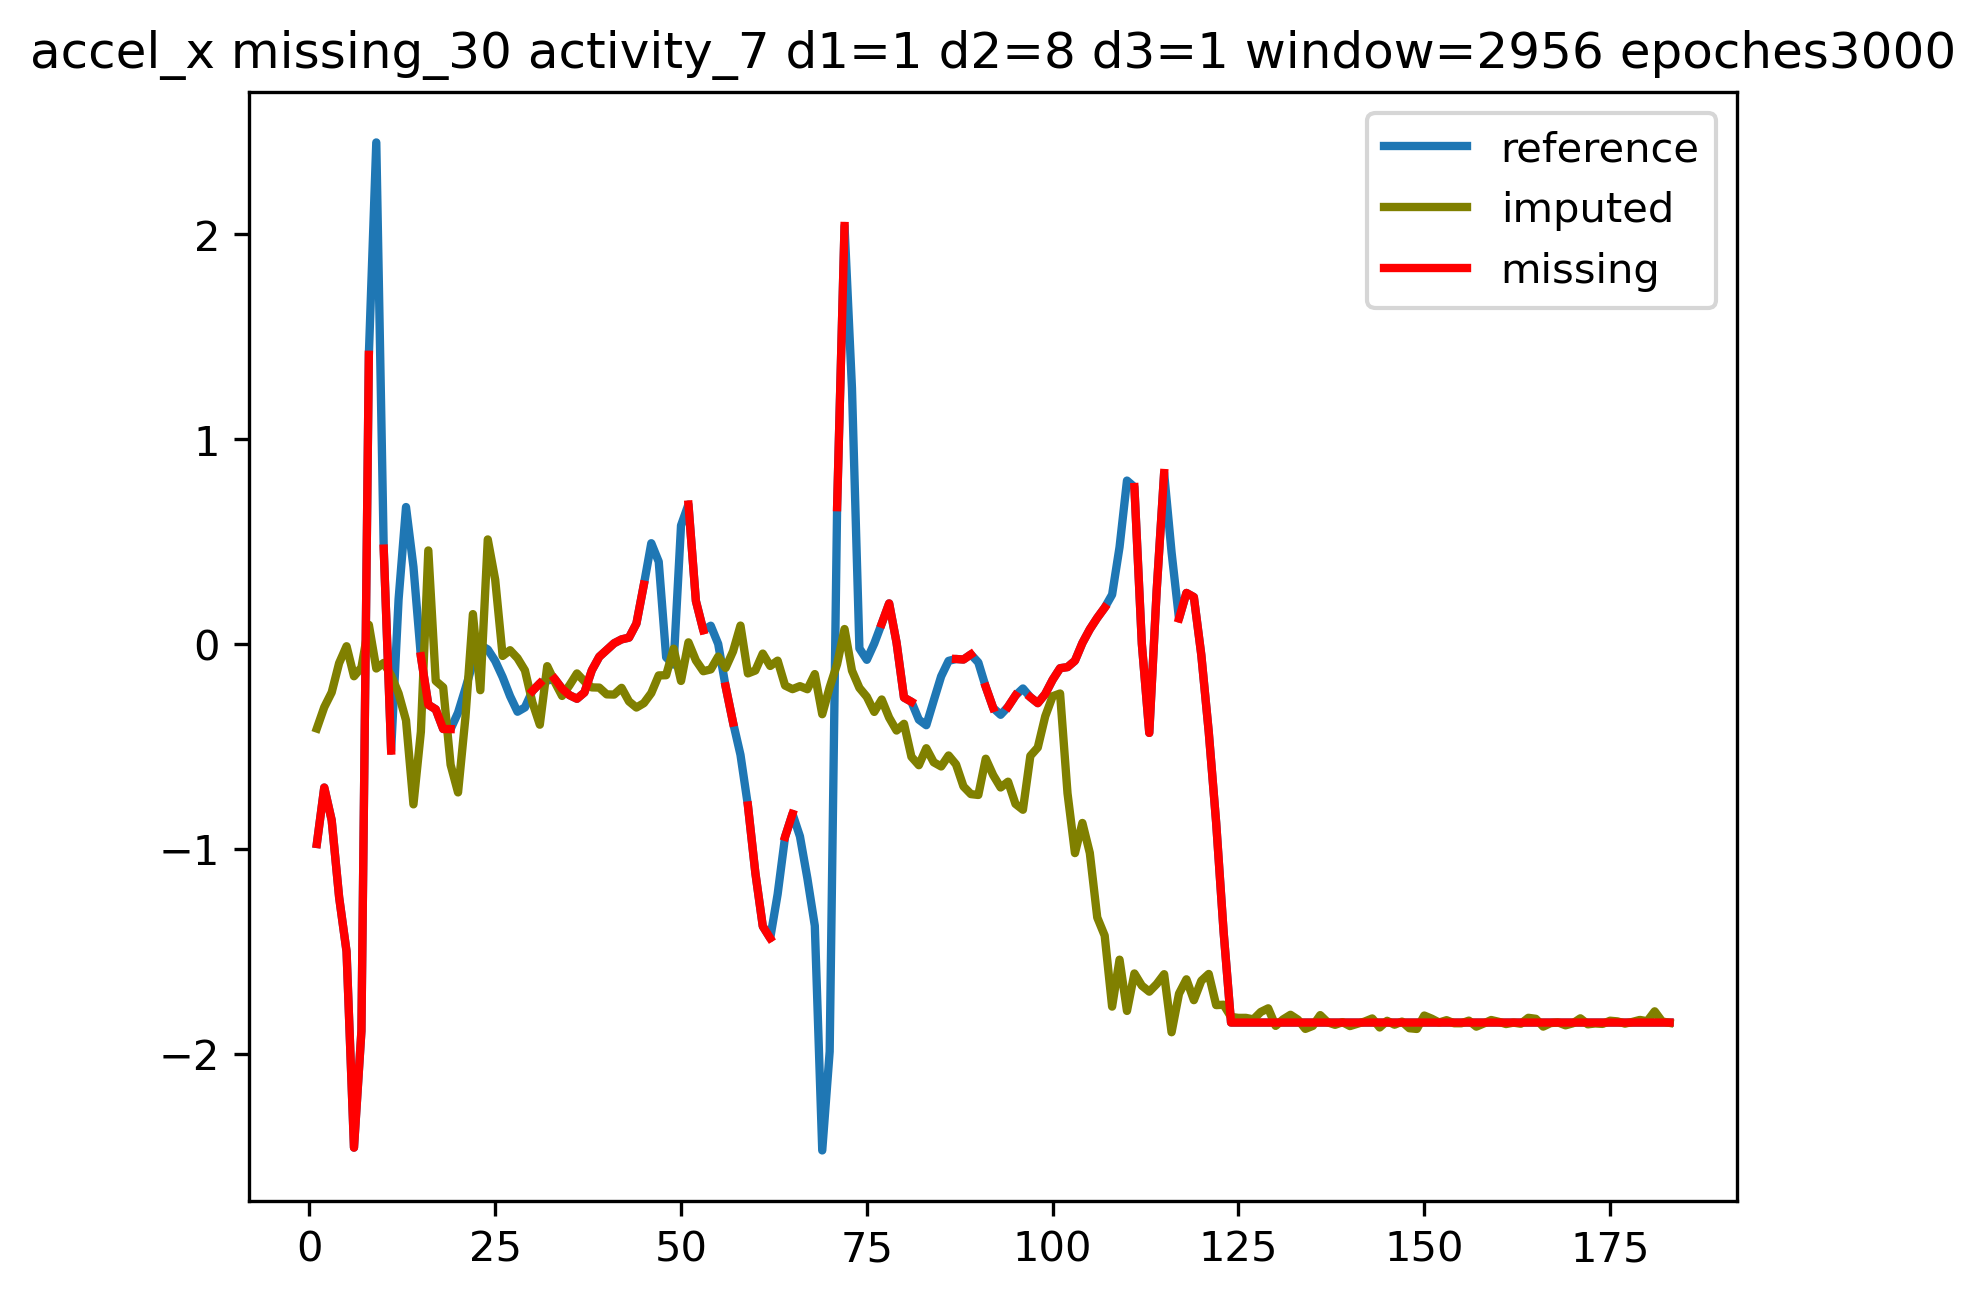 accel_x missing_30 activity_7 d1=1 d2=8 d3=1 window=2956 epoches3000
reference
imputed
missing
2
1
0
−1
−2
0 25 50 75 100 125 150 175